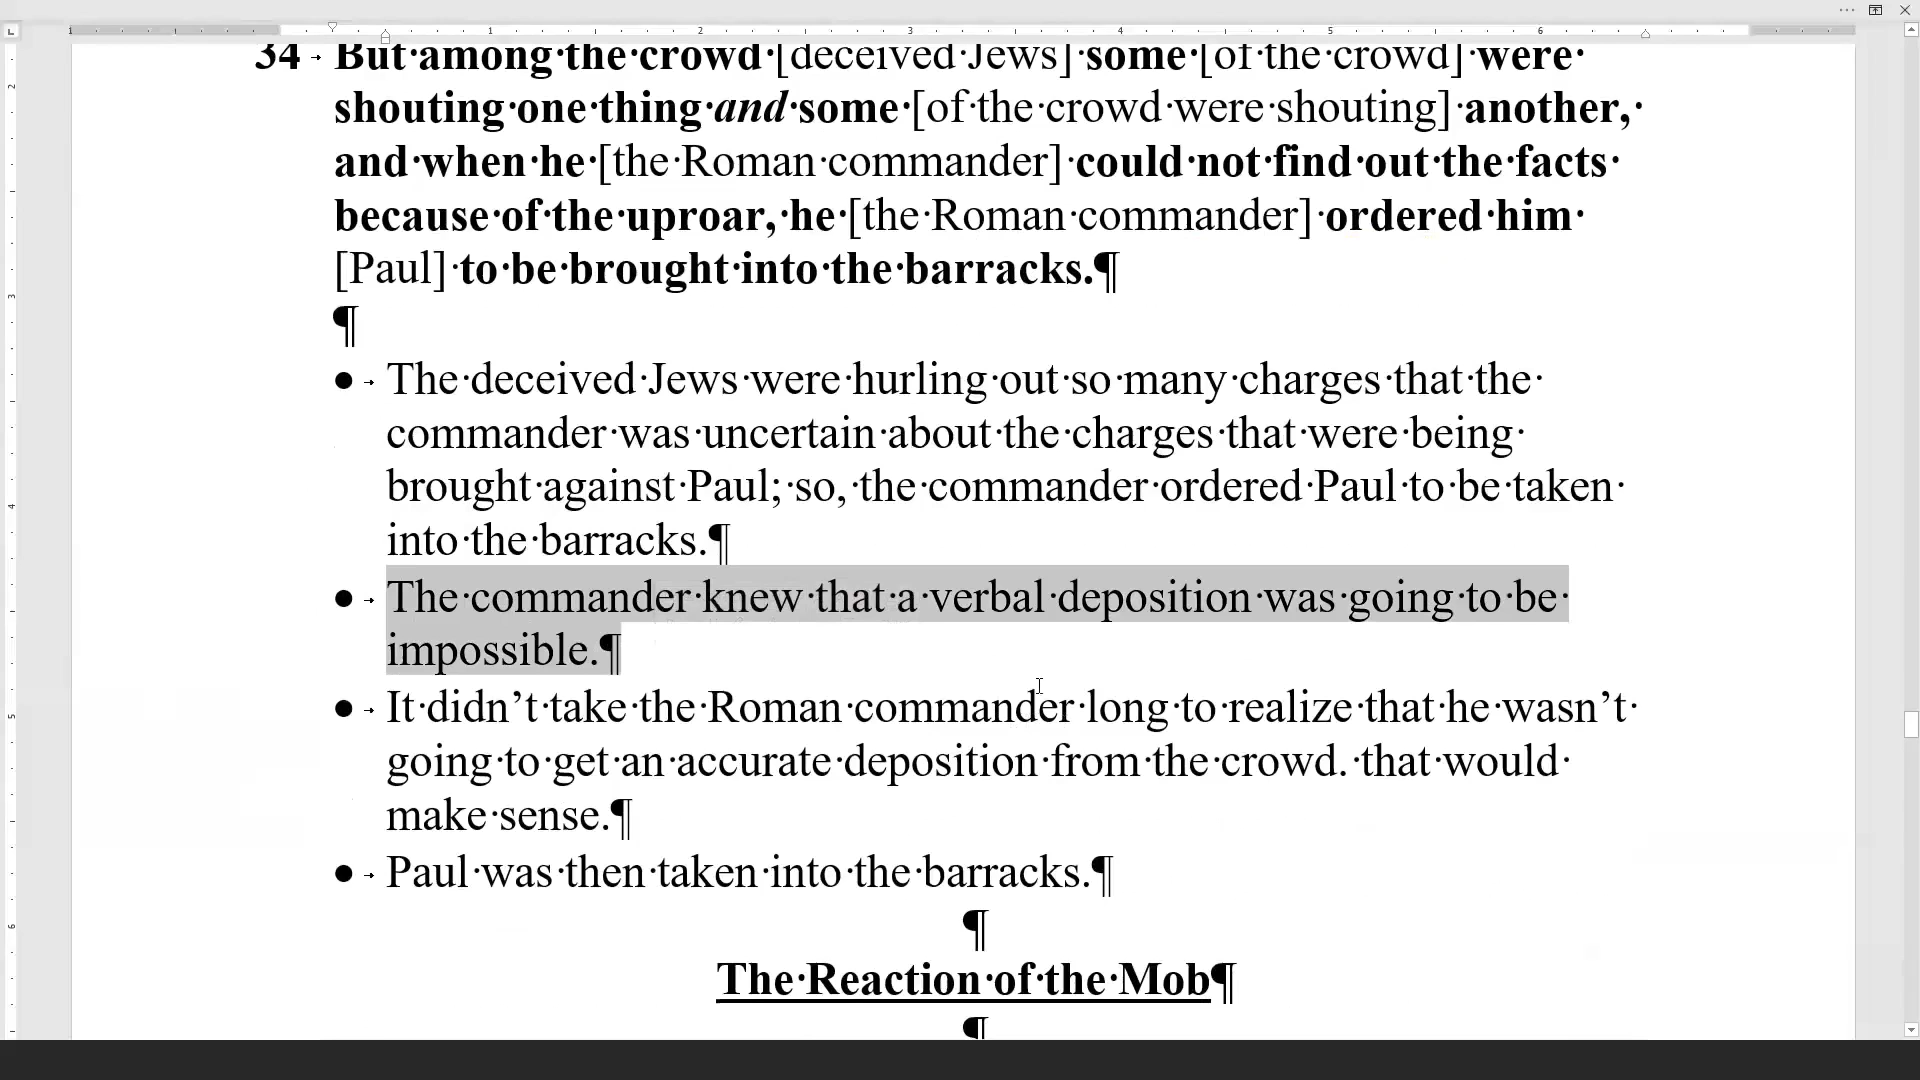 34 But among the crowd [deceived Jews] some [of the crowd] were
shouting one thing and some [of the crowd were shouting] another,
and when he [the Roman commander] could not find out the facts
because of the uproar, he [the Roman commander] ordered him
[Paul] to be brought into the barracks.¶
¶
• The deceived Jews were hurling out so many charges that the
commander was uncertain about the charges that were being
brought against Paul; so, the commander ordered Paul to be taken
into the barracks.¶
• The commander knew that a verbal deposition was going to be
impossible.¶
• It didn’t take the Roman commander long to realize that he wasn’t
going to get an accurate deposition from the crowd. that would
make sense.¶
• Paul was then taken into the barracks.¶
¶
The Reaction of the Mob¶
¶